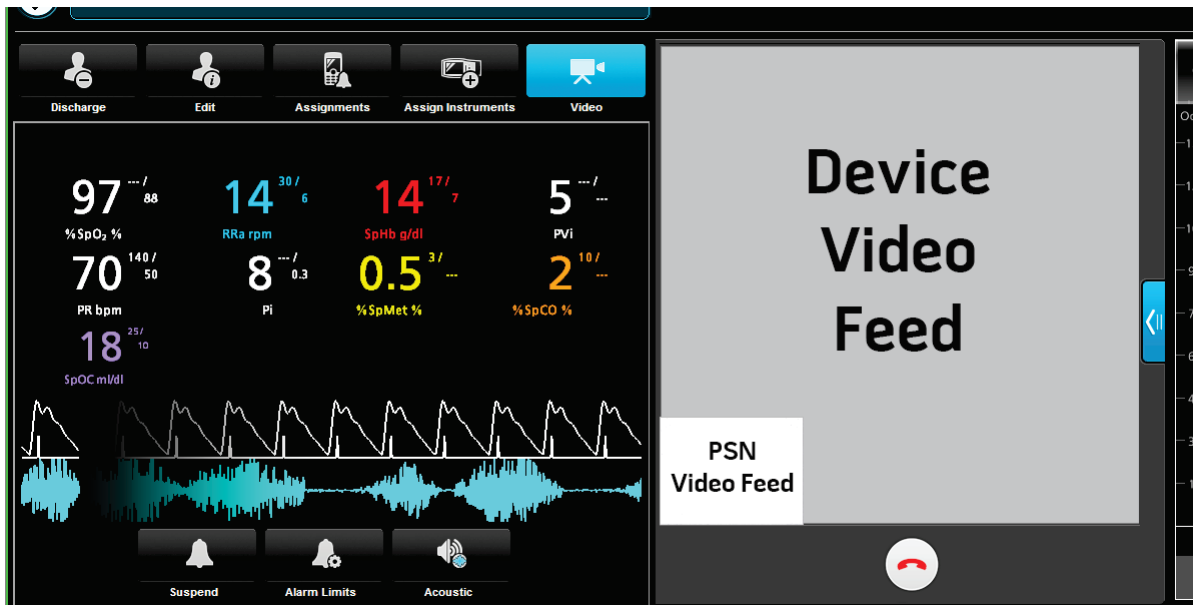 Discharge
Edit
Assignments
Assign Instruments
Video
97 ---/ 88
%SpO₂ %
14 30/ 6
RRa rpm
14 17/ 7
SpHb g/dl
5 ---/ ---
PVi
70 140/ 50
PR bpm
8 ---/ 0.3
Pi
0.5 3/ ---
%SpMet %
2 10/ ---
%SpCO %
18 25/ 10
SpOC ml/dl
Suspend
Alarm Limits
Acoustic
Device
Video
Feed
PSN
Video Feed